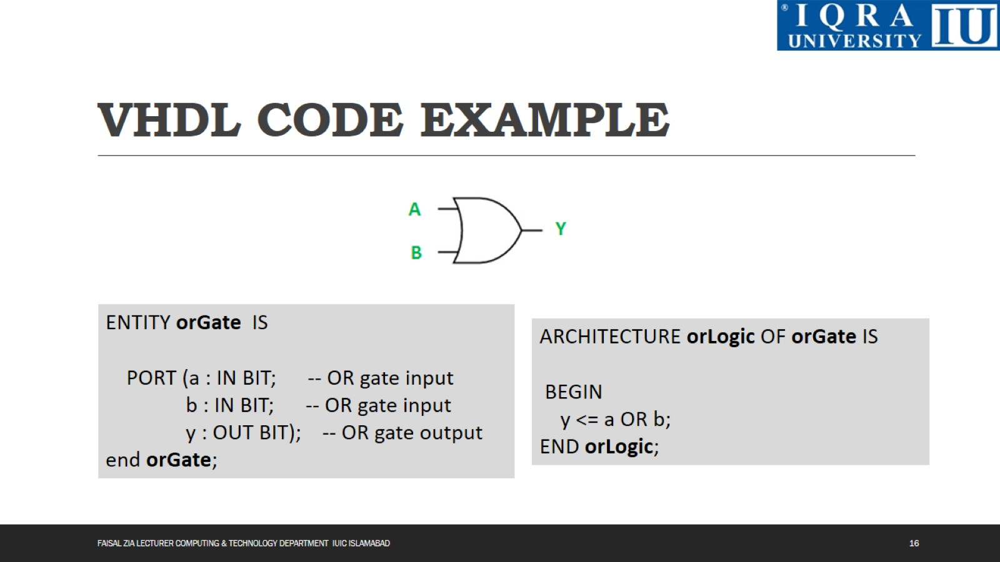 ® IQRA
UNIVERSITY IU
VHDL CODE EXAMPLE
A
Y
B
ENTITY orGate IS
PORT (a : IN BIT; -- OR gate input
b : IN BIT; -- OR gate input
y : OUT BIT); -- OR gate output
end orGate;
ARCHITECTURE orLogic OF orGate IS
BEGIN
y <= a OR b;
END orLogic;
FAISAL ZIA LECTURER COMPUTING & TECHNOLOGY DEPARTMENT IUIC ISLAMABAD
16